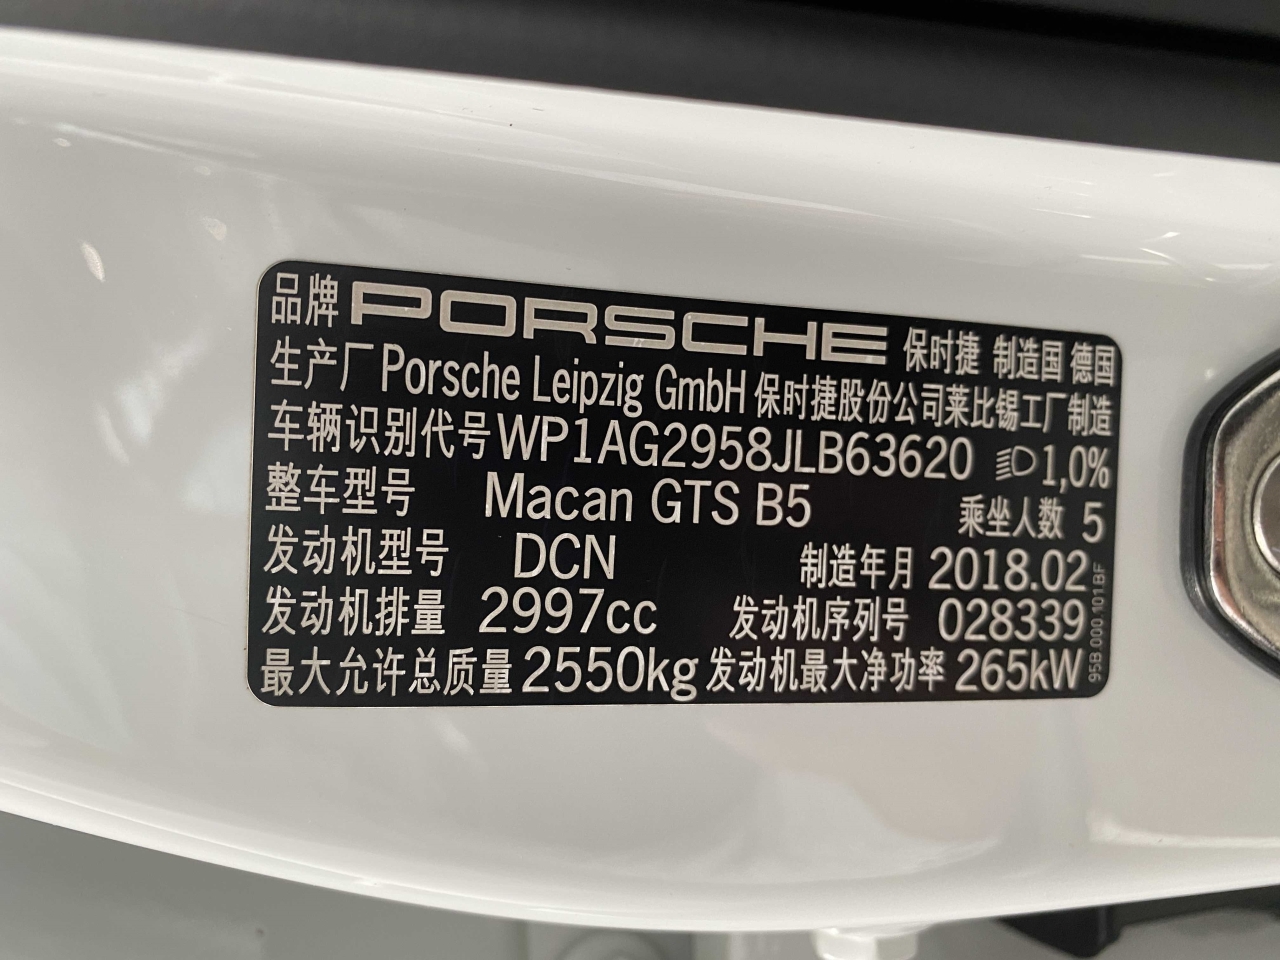 品牌 PORSCHE 保时捷 制造国 德国
生产厂 Porsche Leipzig GmbH 保时捷股份公司莱比锡工厂制造
车辆识别代号 WP1AG2958JLB63620 1,0%
整车型号 Macan GTS B5 乘坐人数 5
发动机型号 DCN 制造年月 2018.02
发动机排量 2997cc 发动机序列号 028339
最大允许总质量 2550kg 发动机最大净功率 265kW
95B.000.101.BF